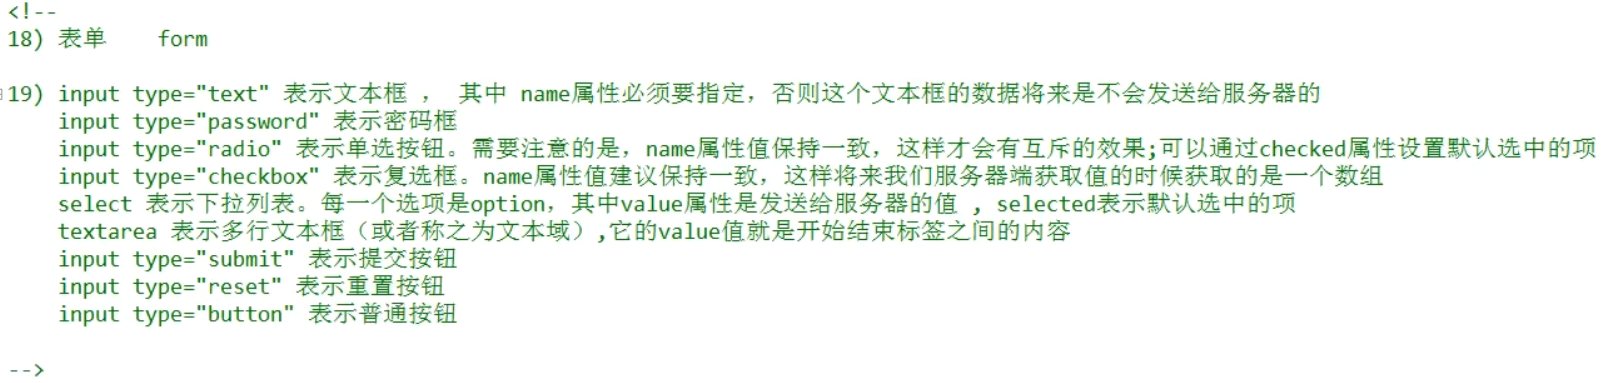 <!--
18) 表单    form
19) input type="text" 表示文本框 ， 其中 name属性必须要指定，否则这个文本框的数据将来是不会发送给服务器的
input type="password" 表示密码框
input type="radio" 表示单选按钮。需要注意的是，name属性值保持一致，这样才会有互斥的效果;可以通过checked属性设置默认选中的项
input type="checkbox" 表示复选框。name属性值建议保持一致，这样将来我们服务器端获取值的时候获取的是一个数组
select 表示下拉列表。每一个选项是option，其中value属性是发送给服务器的值 , selected表示默认选中的项
textarea 表示多行文本框（或者称之为文本域）,它的value值就是开始结束标签之间的内容
input type="submit" 表示提交按钮
input type="reset" 表示重置按钮
input type="button" 表示普通按钮
-->